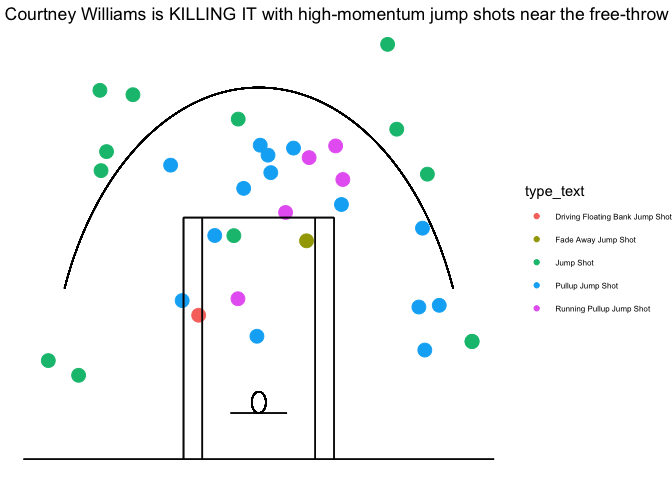 Courtney Williams is KILLING IT with high-momentum jump shots near the free-throw
type_text
Driving Floating Bank Jump Shot
Fade Away Jump Shot
Jump Shot
Pullup Jump Shot
Running Pullup Jump Shot